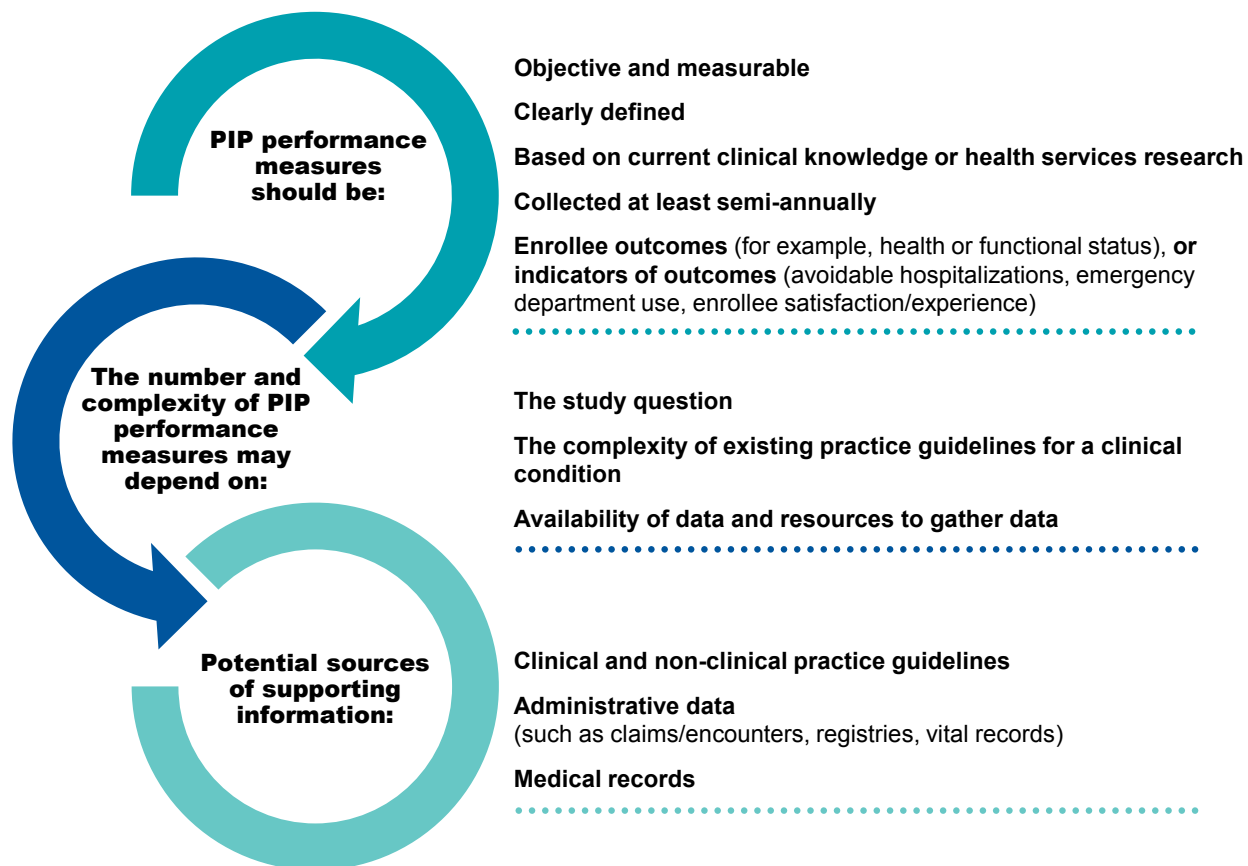 PIP performance
measures
should be:
Objective and measurable
Clearly defined
Based on current clinical knowledge or health services research
Collected at least semi-annually
Enrollee outcomes (for example, health or functional status), or
indicators of outcomes (avoidable hospitalizations, emergency
department use, enrollee satisfaction/experience)
The number and
complexity of PIP
performance
measures may
depend on:
The study question
The complexity of existing practice guidelines for a clinical
condition
Availability of data and resources to gather data
Potential sources
of supporting
information:
Clinical and non-clinical practice guidelines
Administrative data
(such as claims/encounters, registries, vital records)
Medical records